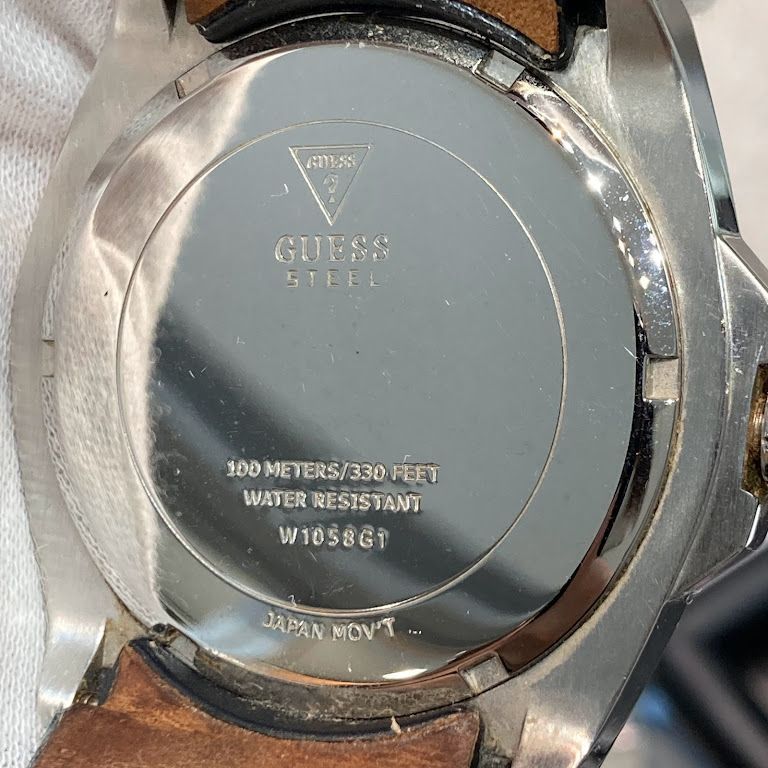 GUESS
?
GUESS
STEEL
100 METERS/330 FEET
WATER RESISTANT
W1058G1
JAPAN MOV'T